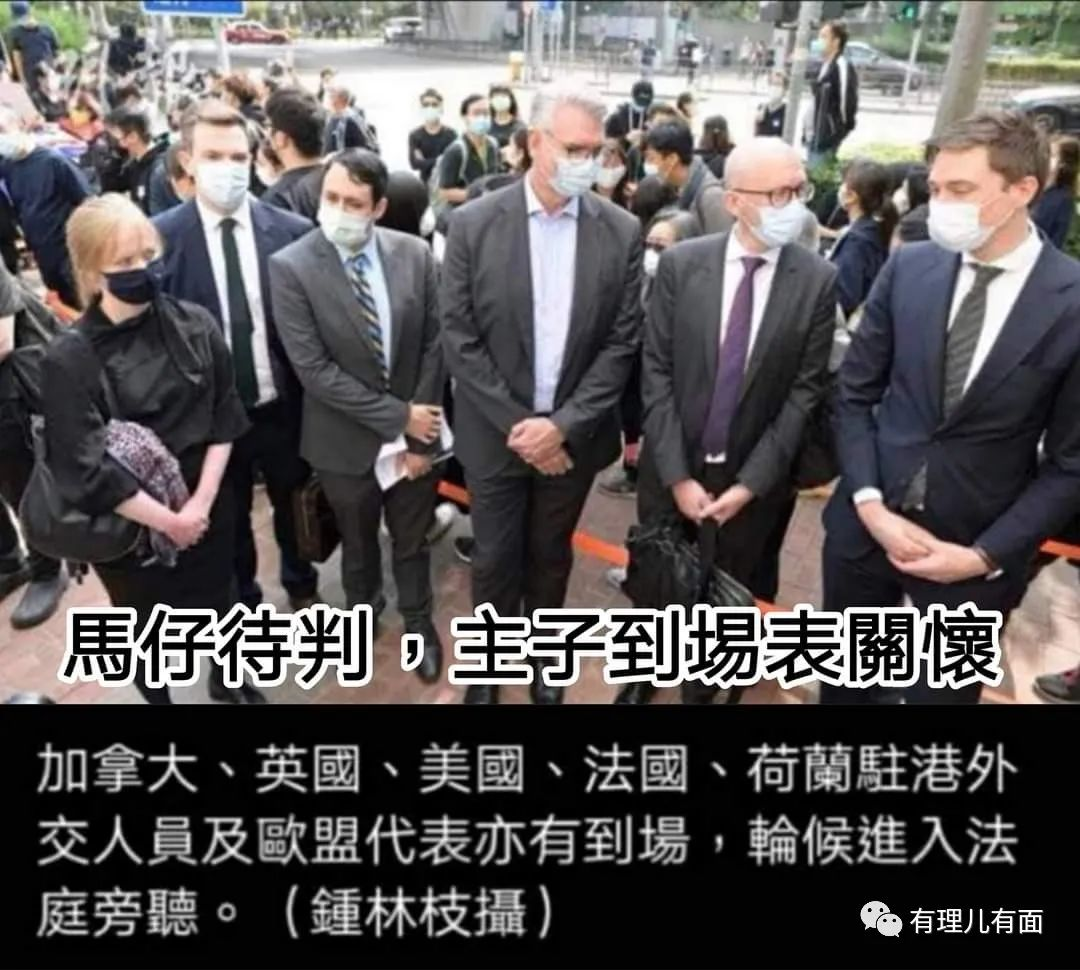 馬仔待判，主子到場表關懷
加拿大、英國、美國、法國、荷蘭駐港外
交人員及歐盟代表亦有到場，輪候進入法
庭旁聽。（鍾林枝攝）
有理儿有面